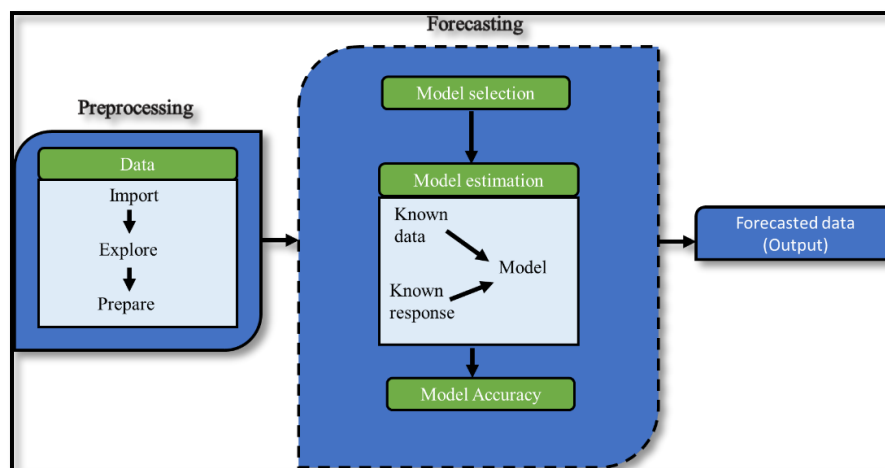 Forecasting
Preprocessing
Data
Import
Explore
Prepare
Model selection
Model estimation
Known
data
Model
Known
response
Model Accuracy
Forecasted data
(Output)